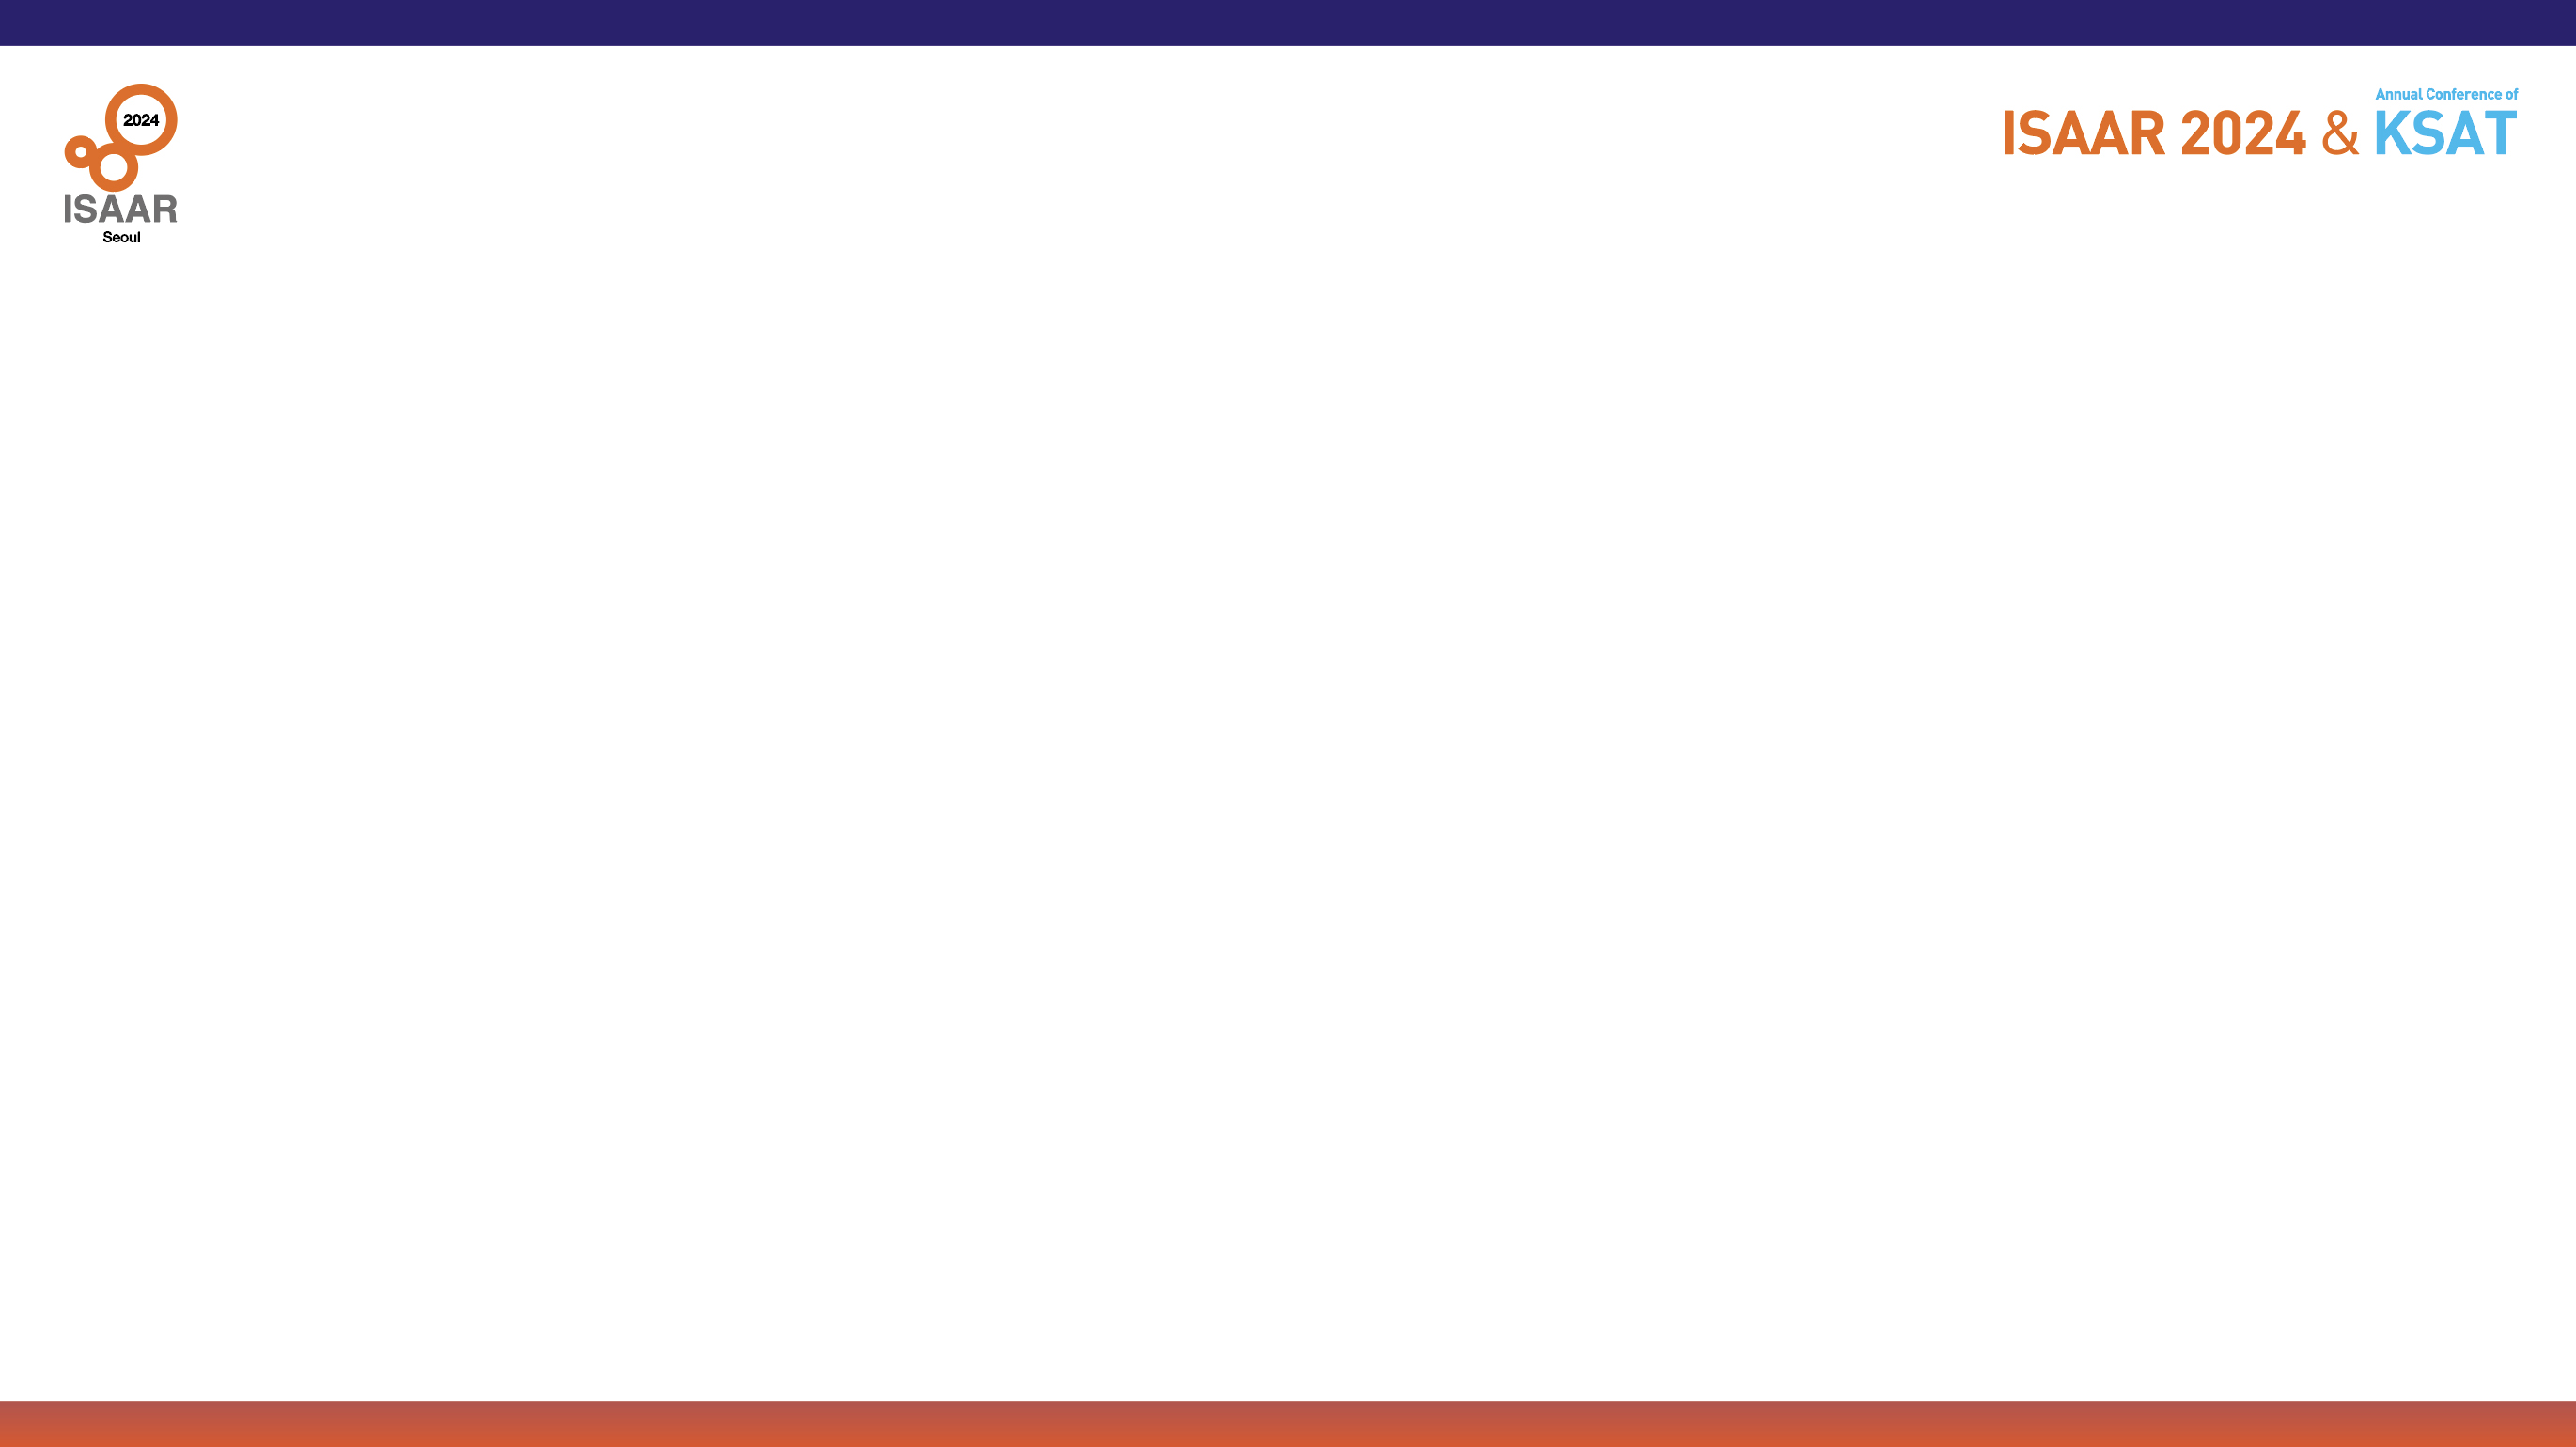 2024
ISAAR
Seoul
Annual Conference of
ISAAR 2024 & KSAT